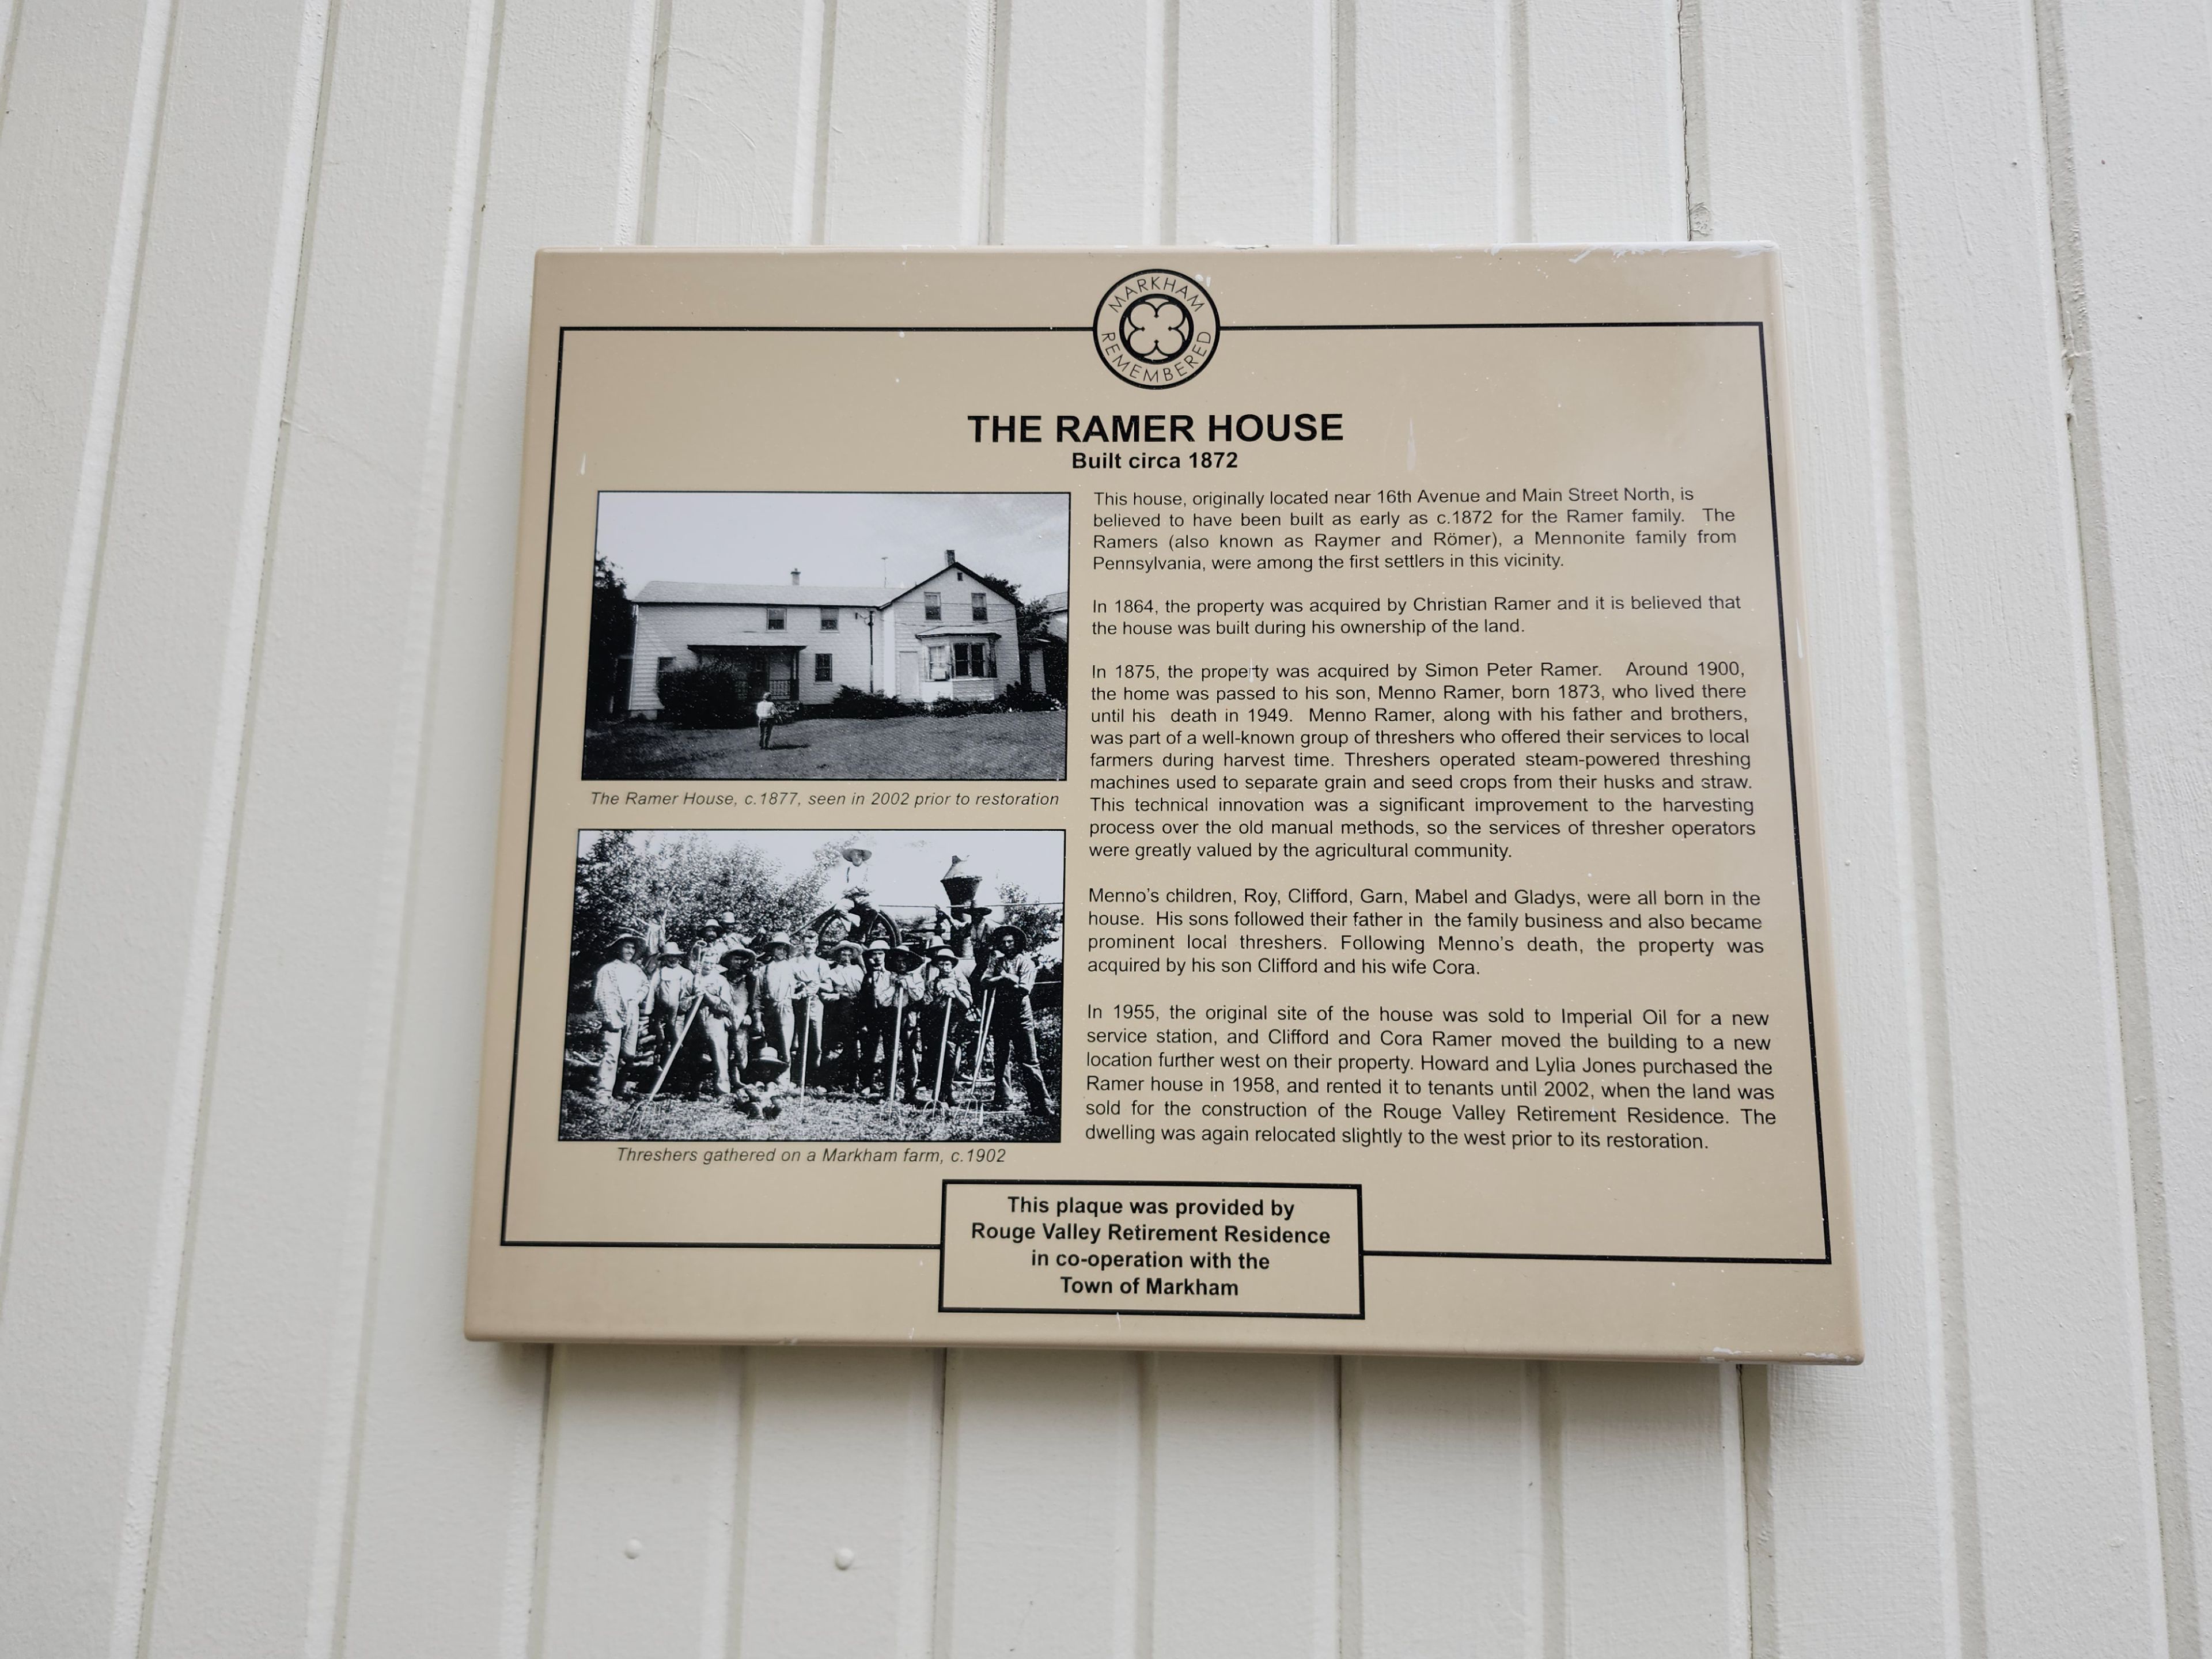 MARKHAM
REMEMBERED
THE RAMER HOUSE
Built circa 1872
The Ramer House, c.1877, seen in 2002 prior to restoration
Threshers gathered on a Markham farm, c.1902
This house, originally located near 16th Avenue and Main Street North, is
believed to have been built as early as c.1872 for the Ramer family. The
Ramers (also known as Raymer and Römer), a Mennonite family from
Pennsylvania, were among the first settlers in this vicinity.
In 1864, the property was acquired by Christian Ramer and it is believed that
the house was built during his ownership of the land.
In 1875, the property was acquired by Simon Peter Ramer. Around 1900,
the home was passed to his son, Menno Ramer, born 1873, who lived there
until his death in 1949. Menno Ramer, along with his father and brothers,
was part of a well-known group of threshers who offered their services to local
farmers during harvest time. Threshers operated steam-powered threshing
machines used to separate grain and seed crops from their husks and straw.
This technical innovation was a significant improvement to the harvesting
process over the old manual methods, so the services of thresher operators
were greatly valued by the agricultural community.
Menno's children, Roy, Clifford, Garn, Mabel and Gladys, were all born in the
house. His sons followed their father in the family business and also became
prominent local threshers. Following Menno's death, the property was
acquired by his son Clifford and his wife Cora.
In 1955, the original site of the house was sold to Imperial Oil for a new
service station, and Clifford and Cora Ramer moved the building to a new
location further west on their property. Howard and Lylia Jones purchased the
Ramer house in 1958, and rented it to tenants until 2002, when the land was
sold for the construction of the Rouge Valley Retirement Residence. The
dwelling was again relocated slightly to the west prior to its restoration.
This plaque was provided by
Rouge Valley Retirement Residence
in co-operation with the
Town of Markham